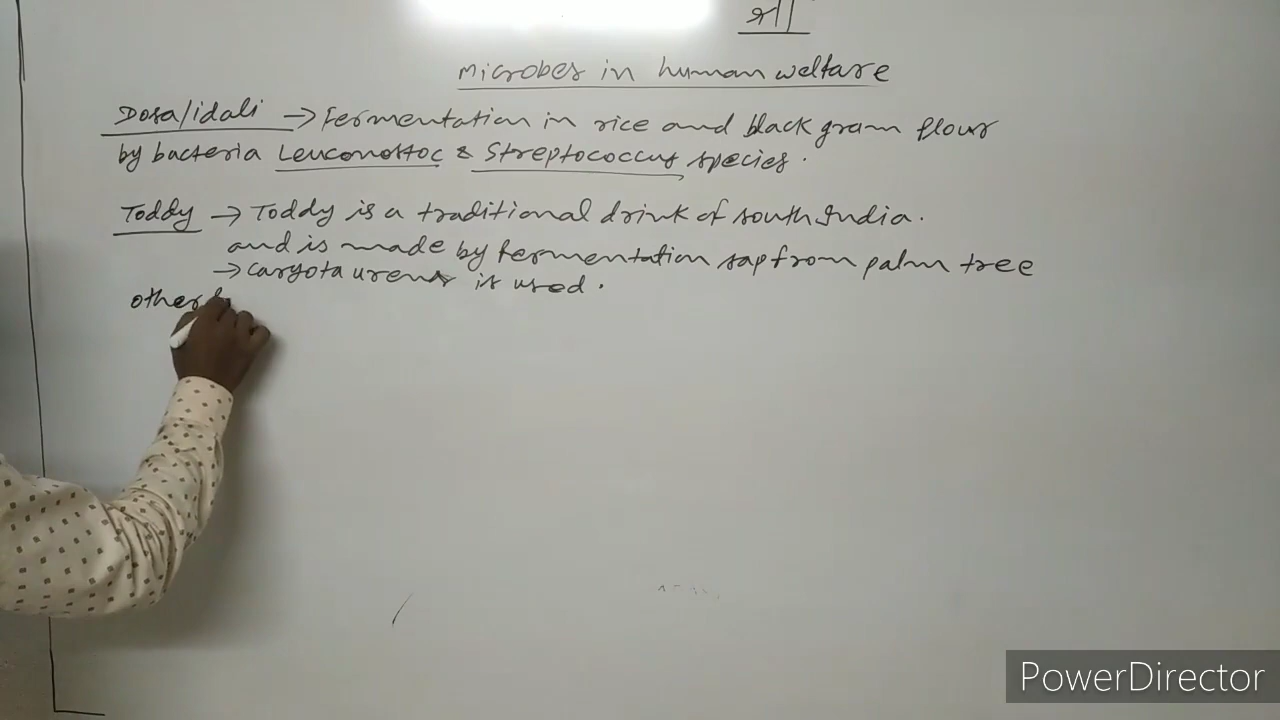 श्री
Microbes in human welfare
Dosa/idali → Fermentation in rice and black gram flour
by bacteria Leuconostoc & Streptococcus species.
Toddy → Toddy is a traditional drink of south India.
and is made by fermentation sap from palm tree
→ caryota urens is used.
other
PowerDirector